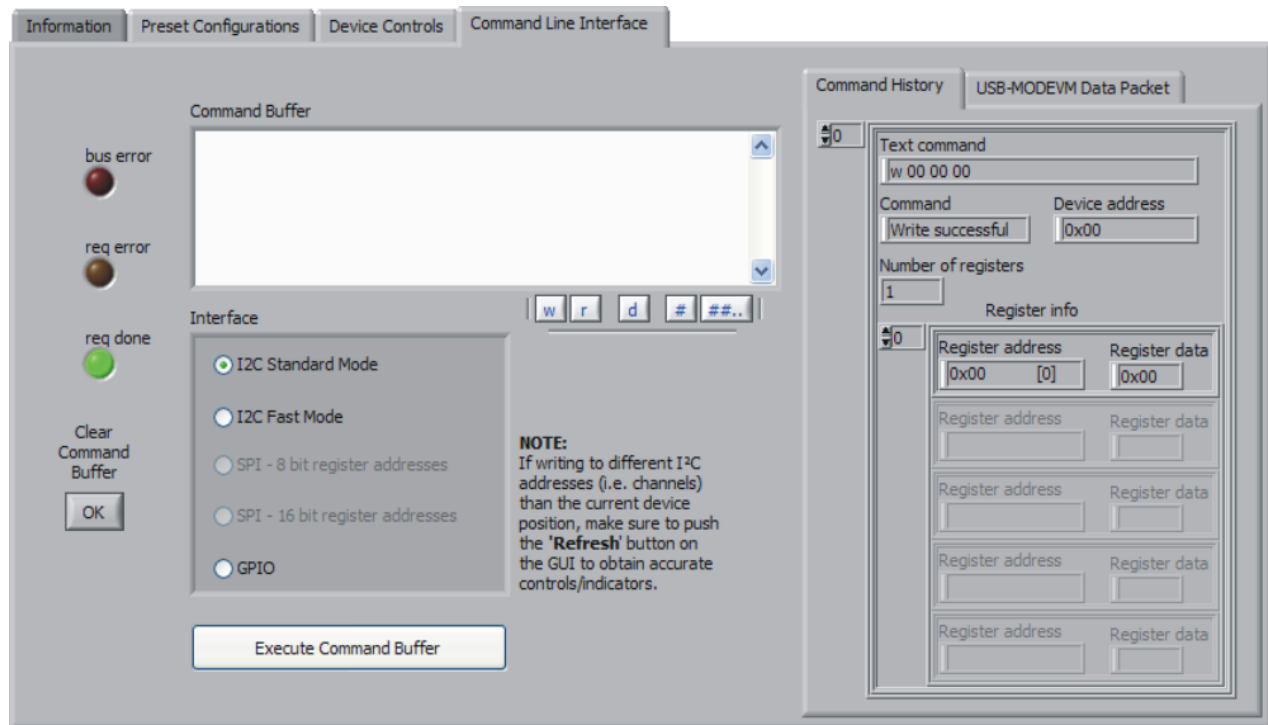 Information
Preset Configurations
Device Controls
Command Line Interface
Command Buffer
bus error
req error
req done
Clear
Command
Buffer
OK
w
r
d
#
##..
Interface
I2C Standard Mode
I2C Fast Mode
SPI - 8 bit register addresses
SPI - 16 bit register addresses
GPIO
NOTE:
If writing to different I²C
addresses (i.e. channels)
than the current device
position, make sure to push
the 'Refresh' button on
the GUI to obtain accurate
controls/indicators.
Execute Command Buffer
Command History
USB-MODEVM Data Packet
0
Text command
w 00 00 00
Command
Device address
Write successful
0x00
Number of registers
1
Register info
0
Register address
Register data
0x00 [0]
0x00
Register address
Register data
Register address
Register data
Register address
Register data
Register address
Register data